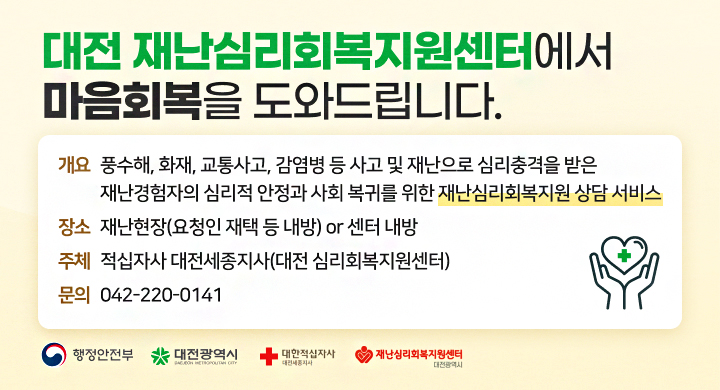 대전 재난심리회복지원센터에서
마음회복을 도와드립니다.
개요 풍수해, 화재, 교통사고, 감염병 등 사고 및 재난으로 심리충격을 받은
재난경험자의 심리적 안정과 사회 복귀를 위한 재난심리회복지원 상담 서비스
장소 재난현장(요청인 재택 등 내방) or 센터 내방
주체 적십자사 대전세종지사(대전 심리회복지원센터)
문의 042-220-0141
행정안전부
대전광역시
DAEJEON METROPOLITAN CITY
대한적십자사
대전세종지사
재난심리회복지원센터
대전광역시